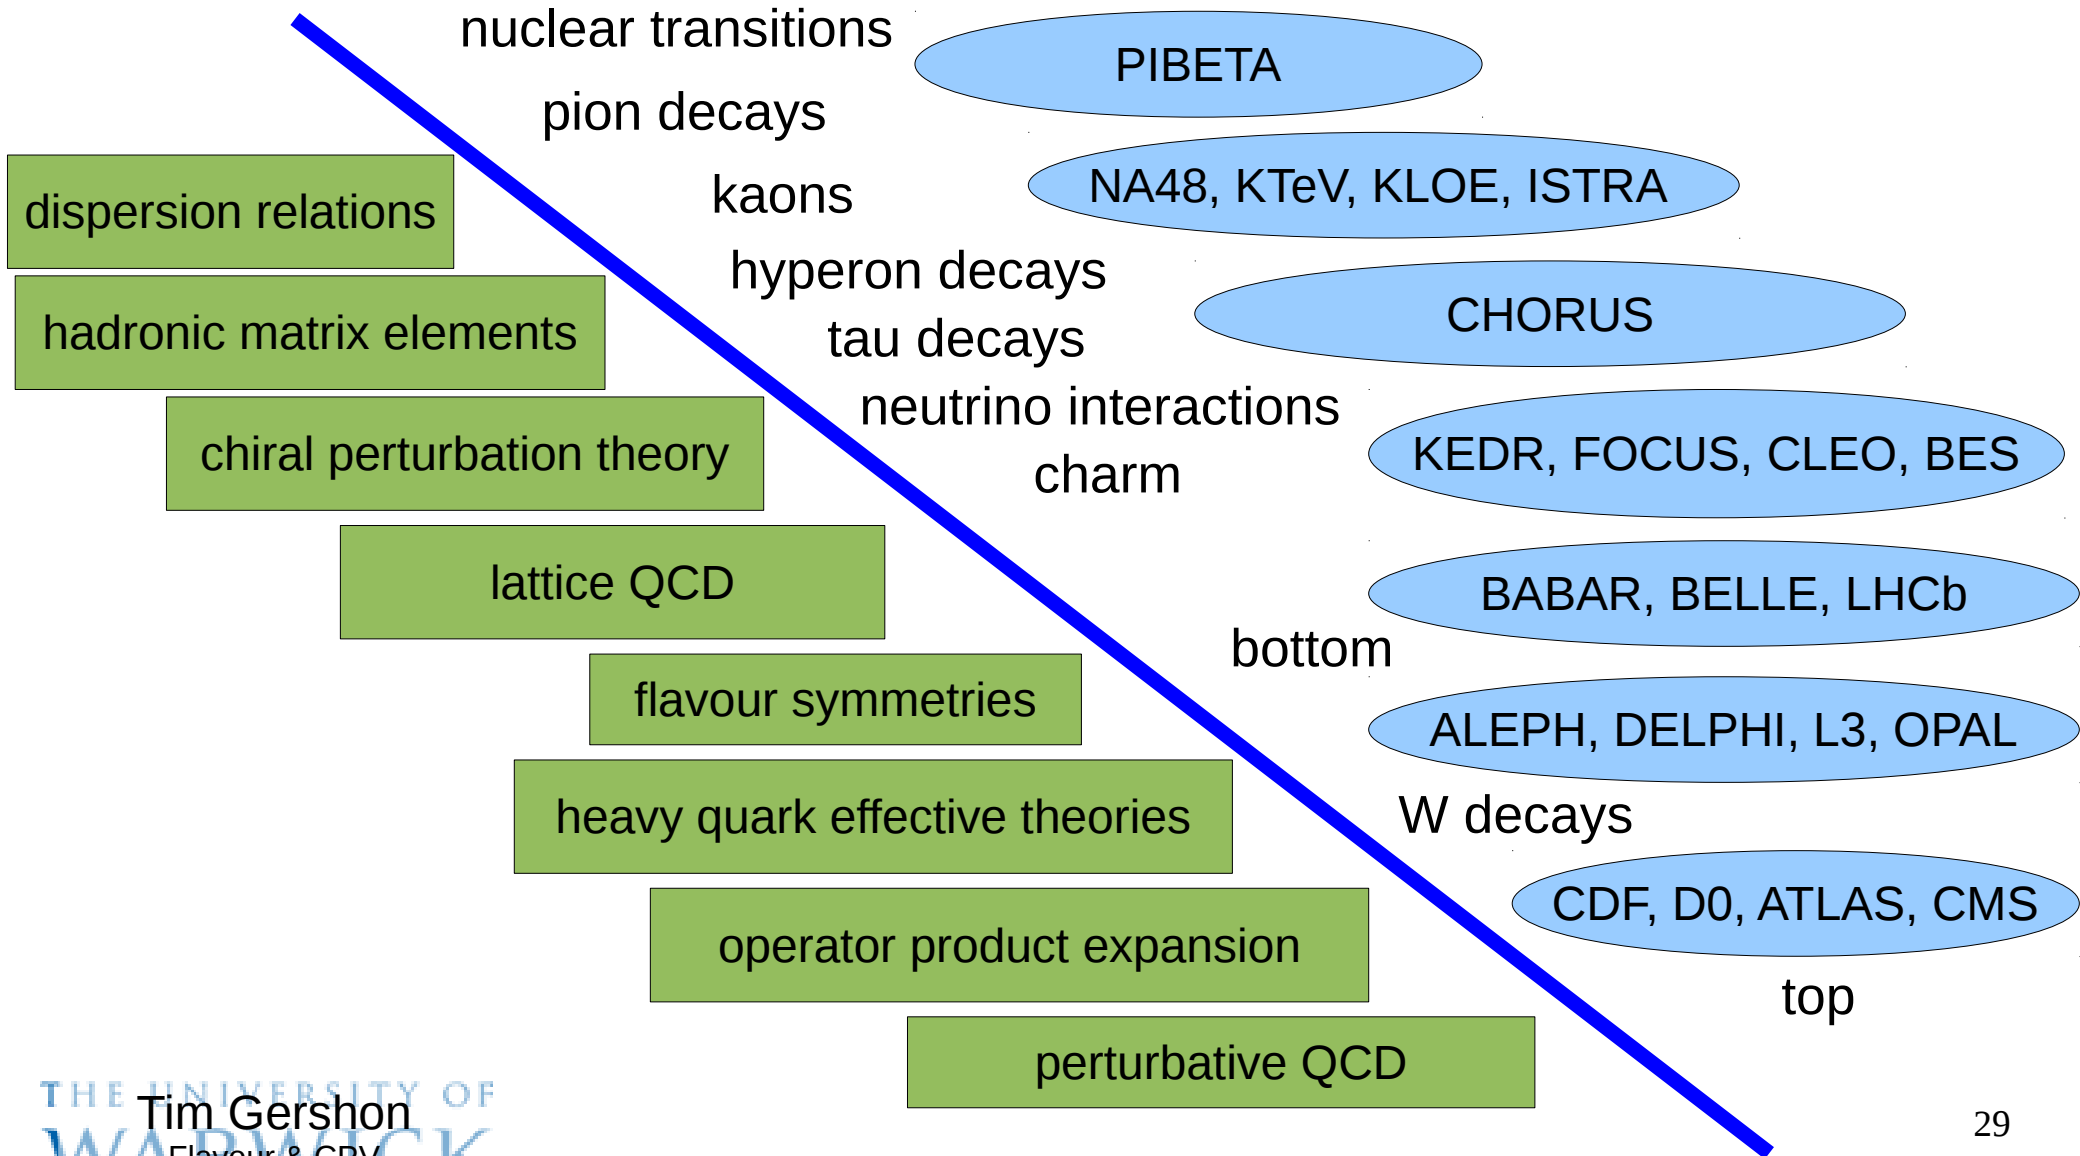 nuclear transitions
PIBETA
pion decays
NA48, KTeV, KLOE, ISTRA
kaons
dispersion relations
hyperon decays
CHORUS
hadronic matrix elements
tau decays
neutrino interactions
KEDR, FOCUS, CLEO, BES
chiral perturbation theory
charm
lattice QCD
BABAR, BELLE, LHCb
bottom
flavour symmetries
ALEPH, DELPHI, L3, OPAL
heavy quark effective theories
W decays
CDF, D0, ATLAS, CMS
operator product expansion
top
perturbative QCD
THE UNIVERSITY OF
Tim Gershon
WARWICK
Flavour & CPV
29